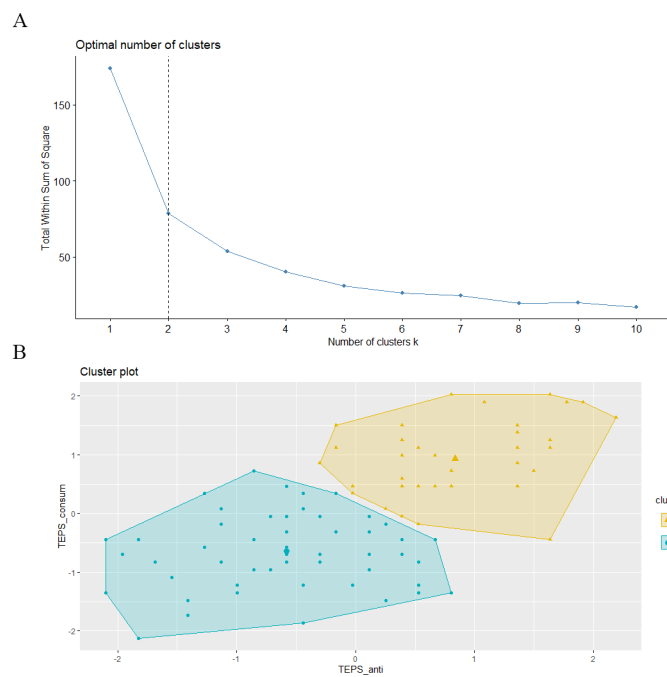 A
Optimal number of clusters
Total Within Sum of Square
150
100
50
1 2 3 4 5 6 7 8 9 10
Number of clusters k
B
Cluster plot
TEPS_consum
2
1
0
-1
-2
-2 -1 0 1 2
TEPS_anti
clu